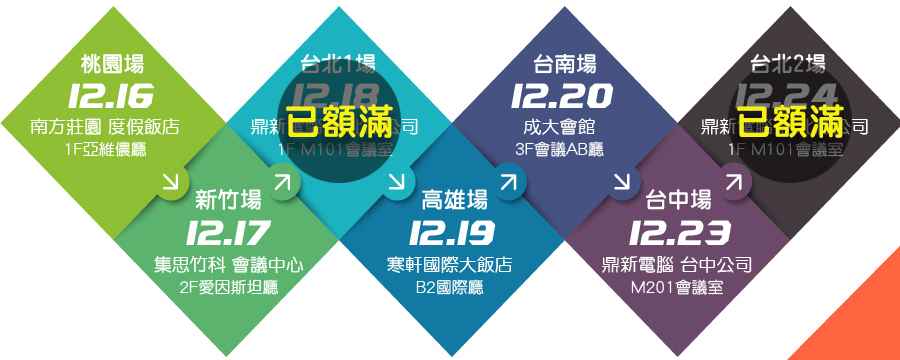 桃園場
12.16
南方莊園 度假飯店
1F亞維儂廳
新竹場
12.17
集思竹科 會議中心
2F愛因斯坦廳
台北1場
12.18
已額滿
鼎新
公司
1F M101會議室
高雄場
12.19
寒軒國際大飯店
B2國際廳
台南場
12.20
成大會館
3F會議AB廳
台中場
12.23
鼎新電腦 台中公司
M201會議室
台北2場
12.24
已額滿
鼎新
公司
1F M101會議室